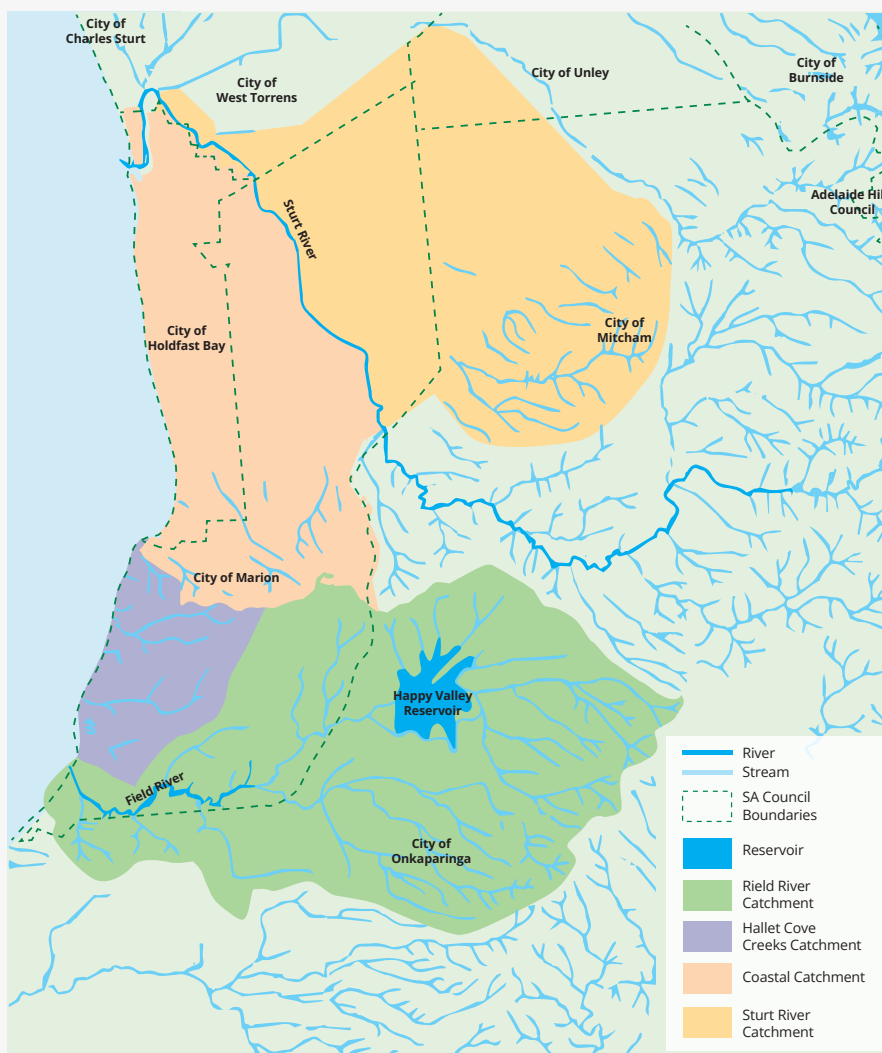 City of
Charles Sturt
City of
West Torrens
City of Unley
City of
Burnside
Adelaide Hil
Council
Sturt River
City of
Holdfast Bay
City of
Mitcham
City of Marion
Happy Valley
Reservoir
Field River
City of
Onkaparinga
River
Stream
SA Council
Boundaries
Reservoir
Rield River
Catchment
Hallet Cove
Creeks Catchment
Coastal Catchment
Sturt River
Catchment